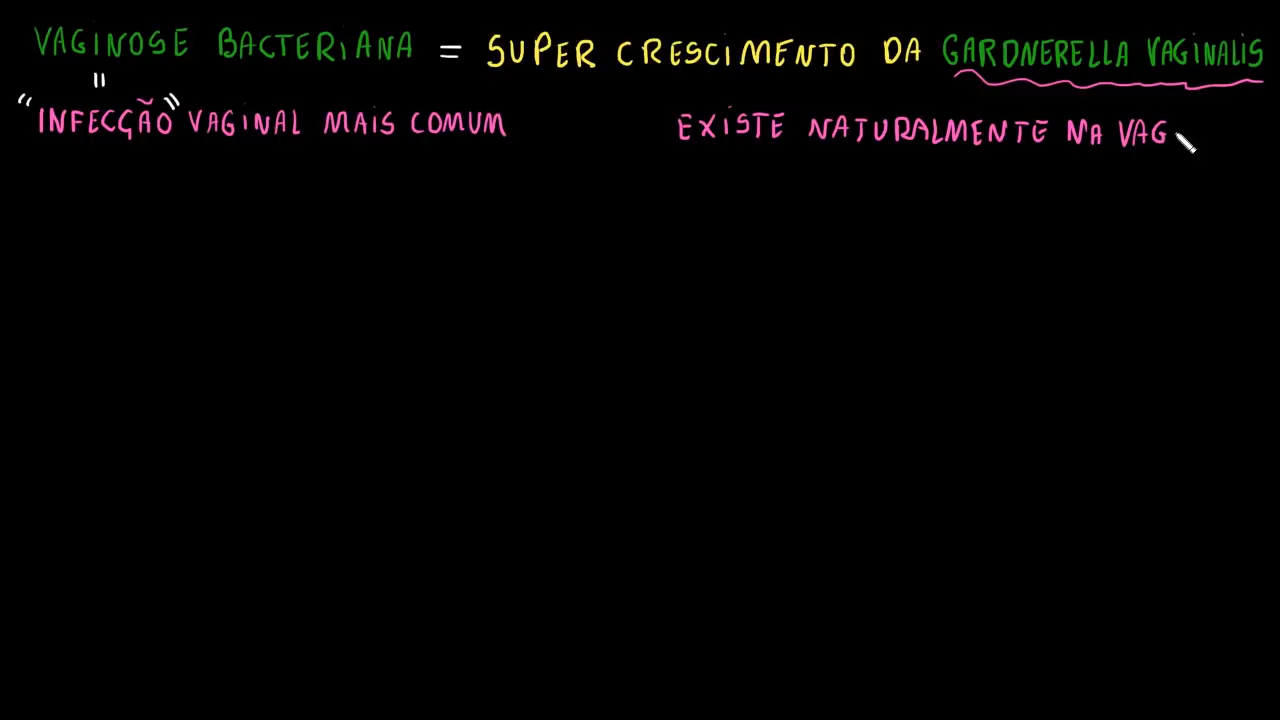 VAGINOSE BACTERIANA = SUPER CRESCIMENTO DA GARDNERELLA VAGINALIS
"
"INFECÇÃO" VAGINAL MAIS COMUM
EXISTE NATURALMENTE NA VAG